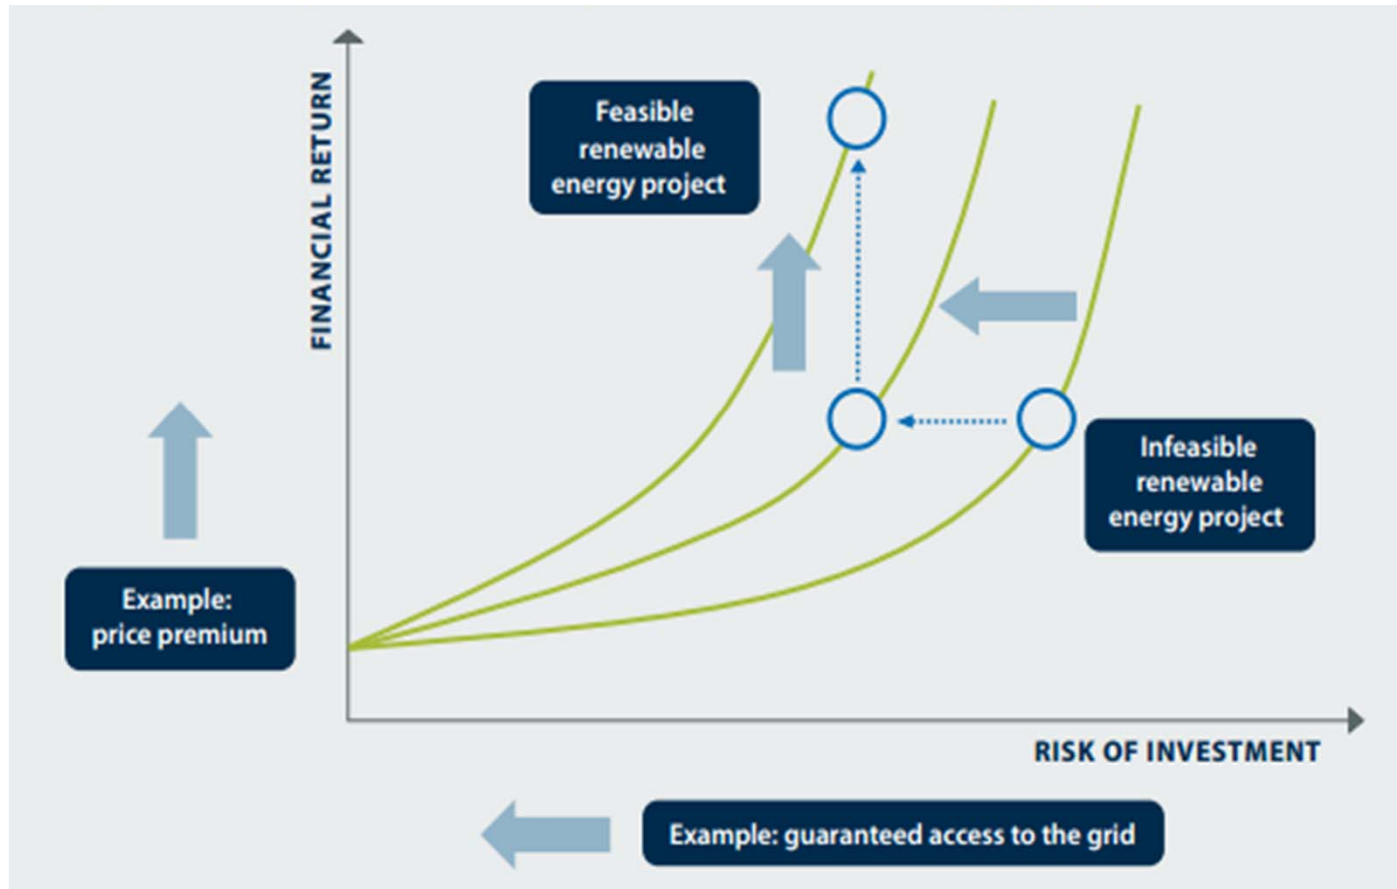 FINANCIAL RETURN
Feasible
renewable
energy project
Infeasible
renewable
energy project
Example:
price premium
RISK OF INVESTMENT
Example: guaranteed access to the grid